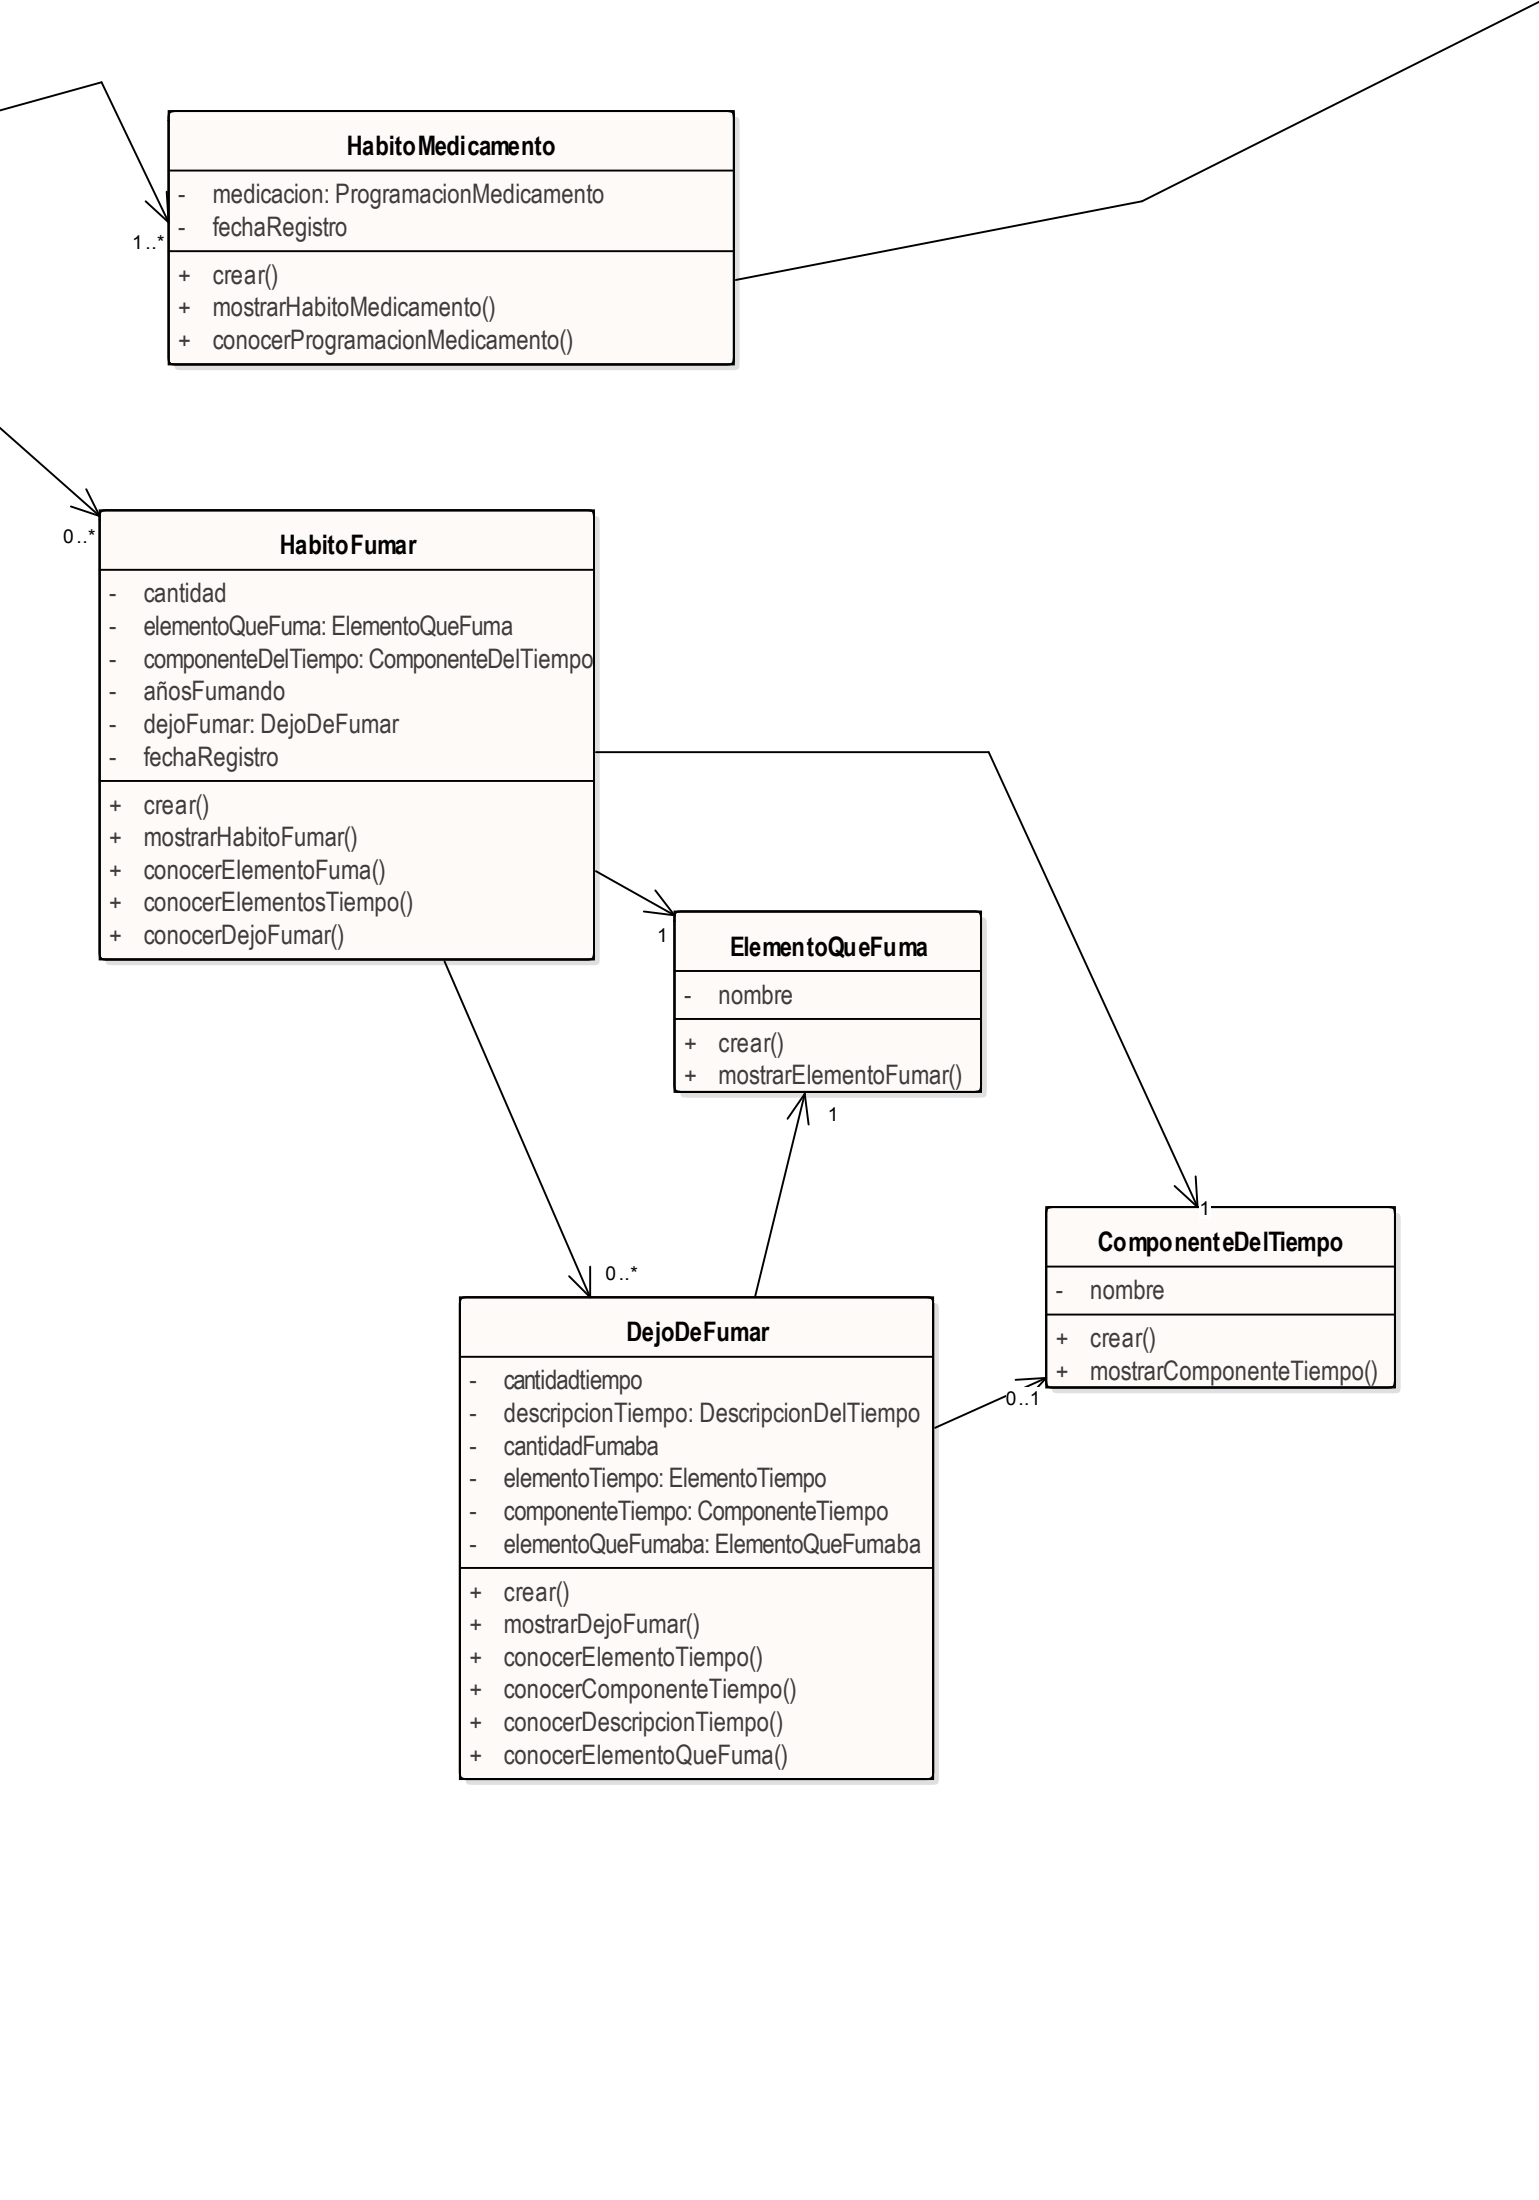 HabitoMedicamento
- medicacion: ProgramacionMedicamento
- fechaRegistro
1..*
+ crear()
+ mostrarHabitoMedicamento()
+ conocerProgramacionMedicamento()
0..*
HabitoFumar
- cantidad
- elementoQueFuma: ElementoQueFuma
- componenteDelTiempo: ComponenteDelTiempo
- añosFumando
- dejoFumar: DejoDeFumar
- fechaRegistro
+ crear()
+ mostrarHabitoFumar()
+ conocerElementoFuma()
+ conocerElementosTiempo()
+ conocerDejoFumar()
1
ElementoQueFuma
- nombre
+ crear()
+ mostrarElementoFumar()
1
1
ComponenteDelTiempo
- nombre
+ crear()
+ mostrarComponenteTiempo()
0..1
0..*
DejoDeFumar
- cantidadtiempo
- descripcionTiempo: DescripcionDelTiempo
- cantidadFumaba
- elementoTiempo: ElementoTiempo
- componenteTiempo: ComponenteTiempo
- elementoQueFumaba: ElementoQueFumaba
+ crear()
+ mostrarDejoFumar()
+ conocerElementoTiempo()
+ conocerComponenteTiempo()
+ conocerDescripcionTiempo()
+ conocerElementoQueFuma()